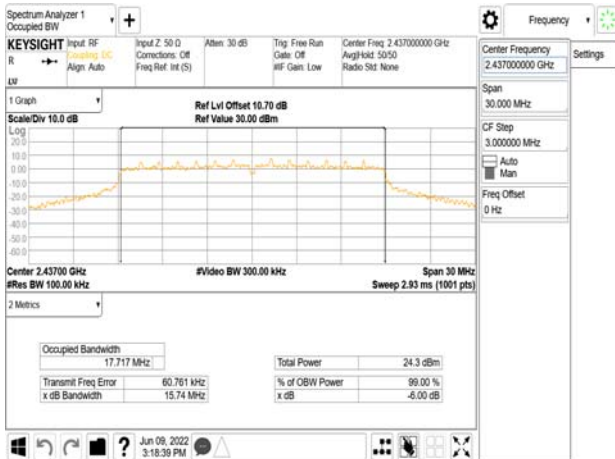 Spectrum Analyzer 1
Occupied BW
Frequency
KEYSIGHT
R
Input: RF
Coupling: DC
Align: Auto
Input Z: 50 Ω
Corrections: Off
Freq Ref: Int (S)
Atten: 30 dB
Trig: Free Run
Gate: Off
#IF Gain: Low
Center Freq: 2.437000000 GHz
Avg|Hold: 50/50
Radio Std: None
Center Frequency
2.437000000 GHz
Settings
Span
30.000 MHz
CF Step
3.000000 MHz
Auto
Man
Freq Offset
0 Hz
1 Graph
Scale/Div 10.0 dB
Ref Lvl Offset 10.70 dB
Ref Value 30.00 dBm
Log
20.0
10.0
0.00
-10.0
-20.0
-30.0
-40.0
-50.0
-60.0
Center 2.43700 GHz
#Res BW 100.00 kHz
#Video BW 300.00 kHz
Span 30 MHz
Sweep 2.93 ms (1001 pts)
2 Metrics
Occupied Bandwidth
17.717 MHz
Total Power 24.3 dBm
Transmit Freq Error 60.761 kHz
% of OBW Power 99.00 %
x dB Bandwidth 15.74 MHz
x dB -6.00 dB
?
Jun 09, 2022
3:18:39 PM